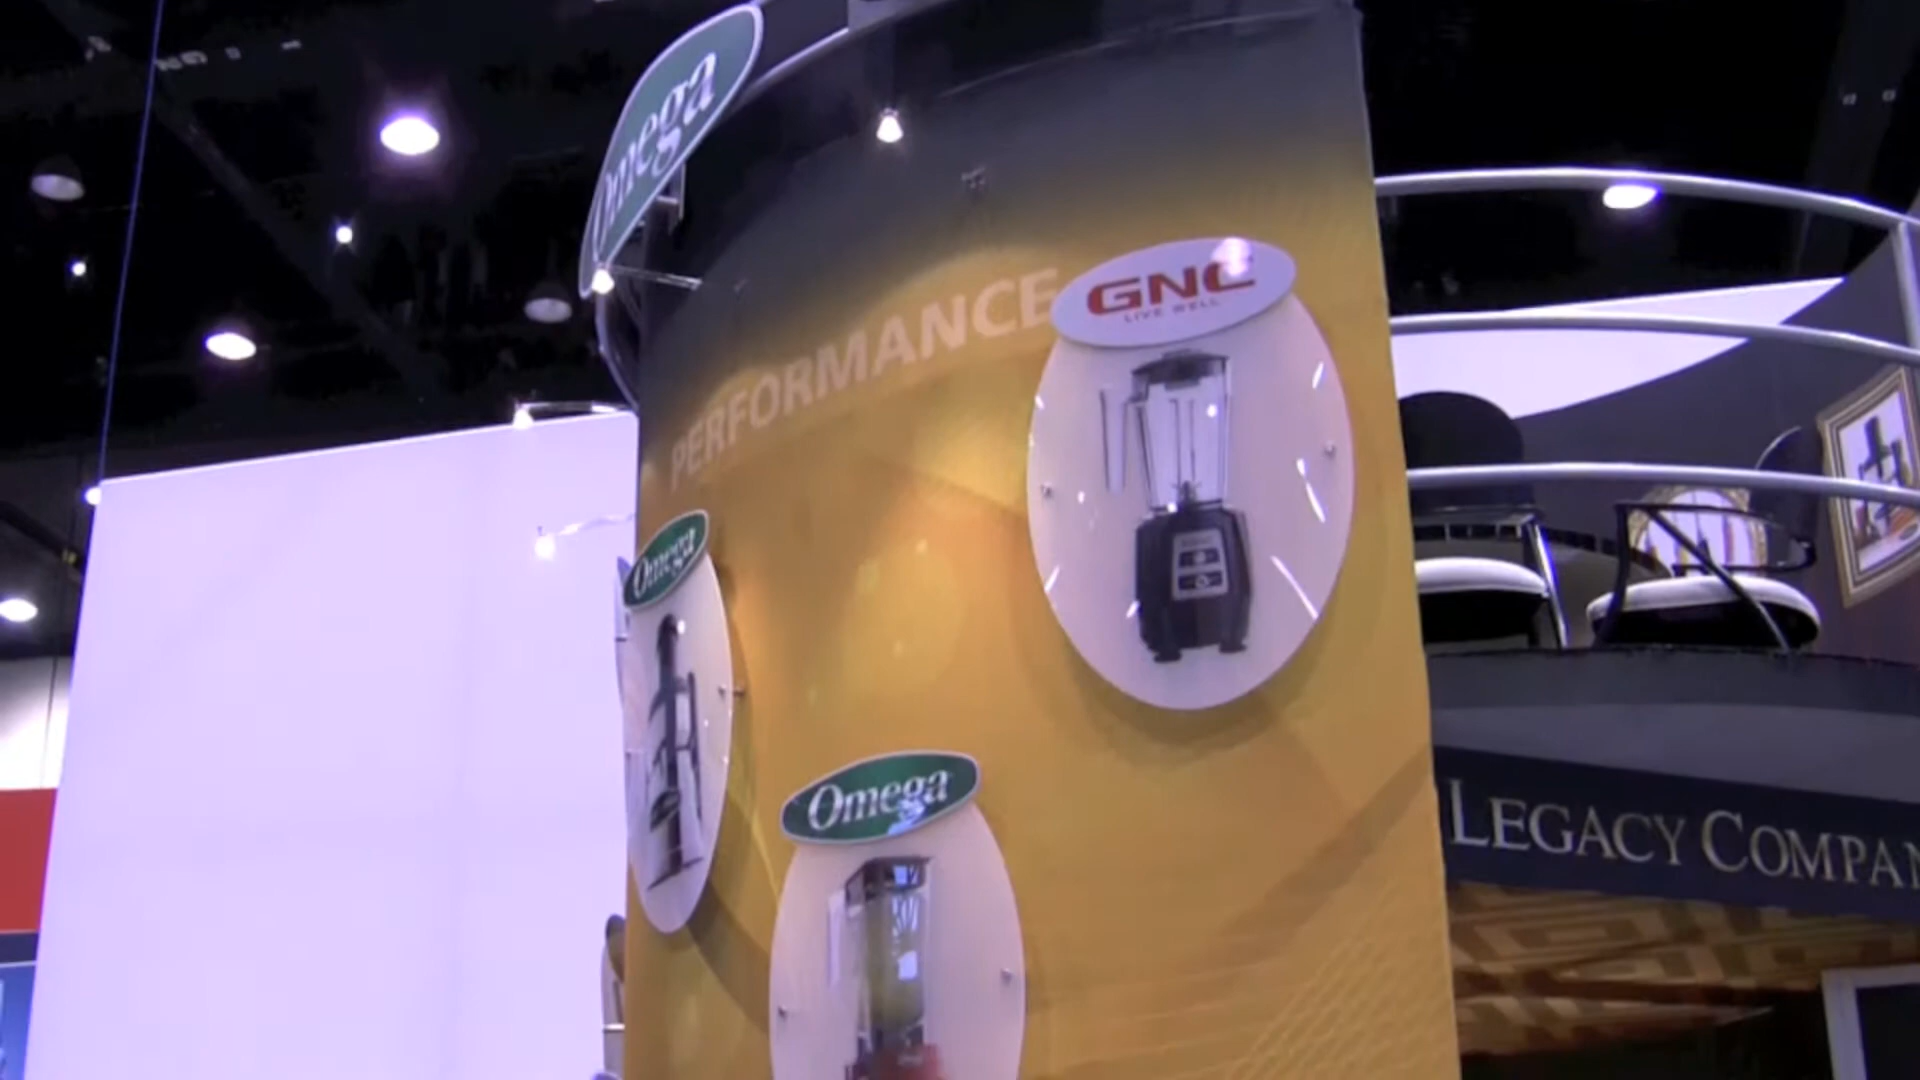 Omega
PERFORMANCE
GNC
LIVE WELL
Omega
Omega
LEGACY COMPAN